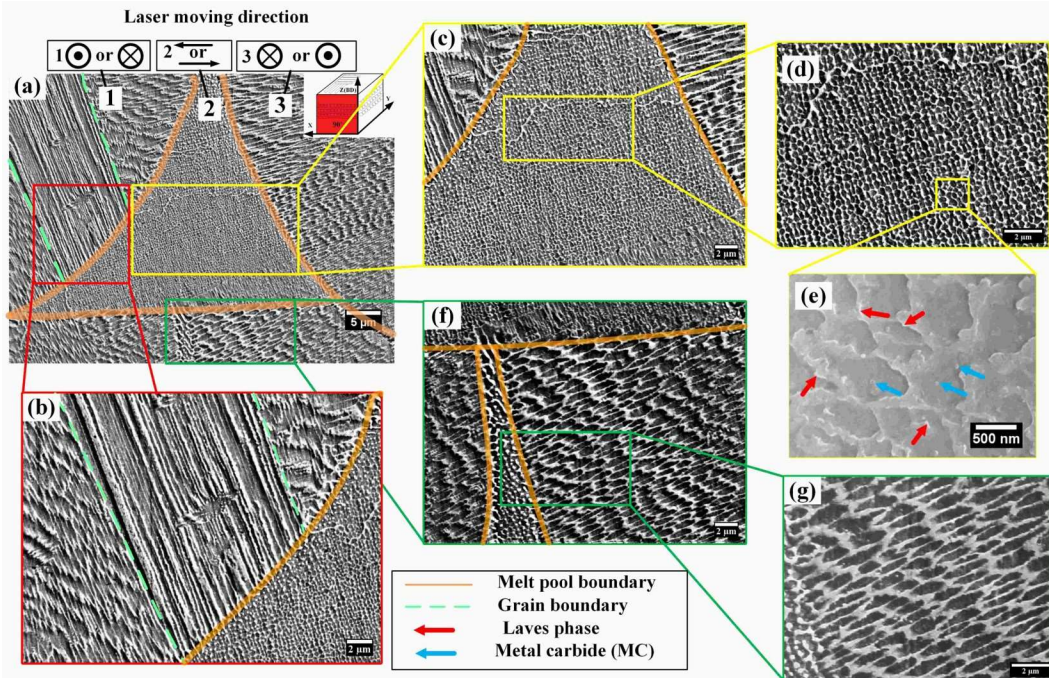 Laser moving direction
1 or
2 or
3 or
(a)
1
2
3
Z(BD)
Y
X
90°
5 μm
(c)
2 μm
(d)
2 μm
(e)
500 nm
(b)
2 μm
(f)
2 μm
(g)
2 μm
Melt pool boundary
Grain boundary
Laves phase
Metal carbide (MC)